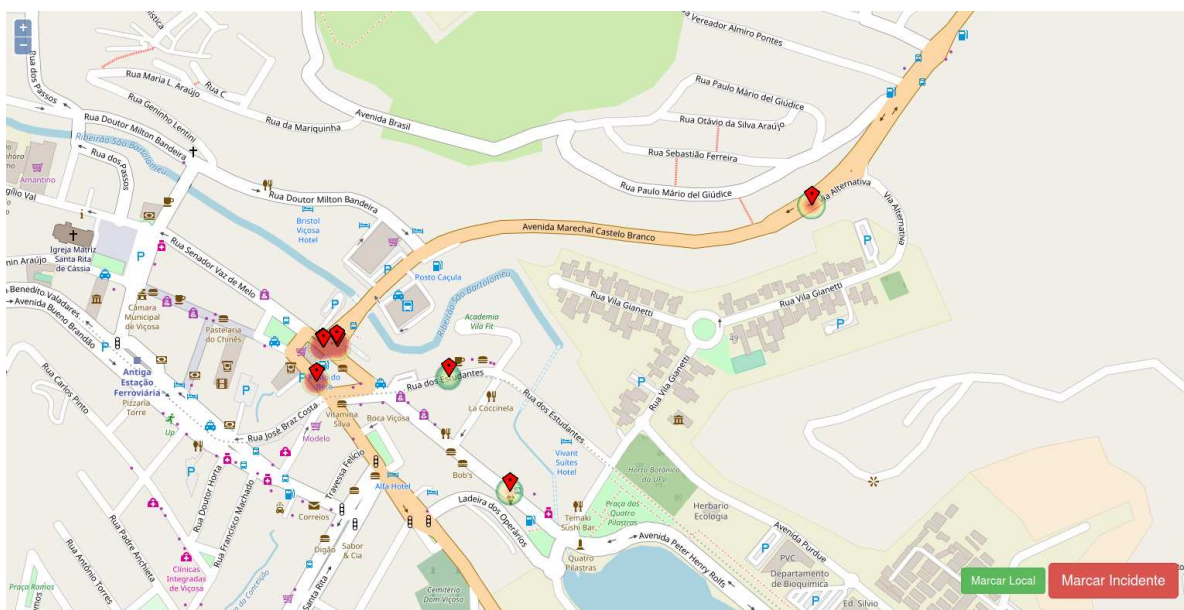 +
−
Rua dos Passos
Rua Vereador Almiro Pontes
Rua Maria L. Araújo
Rua C
Rua Geninho Lentini
Rua da Mariquinha
Avenida Brasil
Rua Paulo Mário del Giúdice
Rua Otávio da Silva Araújo
Rua Sebastião Ferreira
Rua Paulo Mário del Giúdice
Rua Doutor Milton Bandeira
Ribeirão São Bartolomeu
Rua dos Passos
Amantino
Rua Doutor Milton Bandeira
Via Alternativa
Via Alternativa
Bristol
Viçosa
Hotel
Avenida Marechal Castelo Branco
Igreja Matriz
Santa Rita
de Cássia
Rua Senador Vaz de Melo
Posto Caçula
Ribeirão São Bartolomeu
Rua Vila Gianetti
Rua Vila Gianetti
Benedito Valadares
Avenida Bueno Brandão
Câmara
Municipal
de Viçosa
Pastelaria
do Chinês
Academia
Vila Fit
49
Antiga
Estação
Ferroviária
Pizzaria
Torre
Rua dos Estudantes
Rua dos Estudantes
Rua Vila Gianetti
Rua Carlos Pinto
Up
Rua José Braz Costa
Vitamina
Silva
Boca Viçosa
La Coccinela
Modelo
Travessa Felício
Bob's
Vivant
Suítes
Hotel
Horto Botânico
da UFV
Alfa Hotel
Rua Doutor Horta
Rua Francisco Machado
Correios
Ladeira dos Operários
Praça das
Quatro
Pilastras
Herbario
Ecologia
Temaki
Sushi Bar
Avenida Purdue
Rua Padre Anchieta
Digão
Sabor
& Cia
Quatro
Pilastras
Avenida Peter Henry Rolfs
PVC
Departamento
de Bioquímica
Clínicas
Integradas
de Viçosa
Rua Antônio Torres
Praça Ramos
Santa Rita
Cemitério
Dom Viçoso
Ed. Silvio
Marcar Local
Marcar Incidente